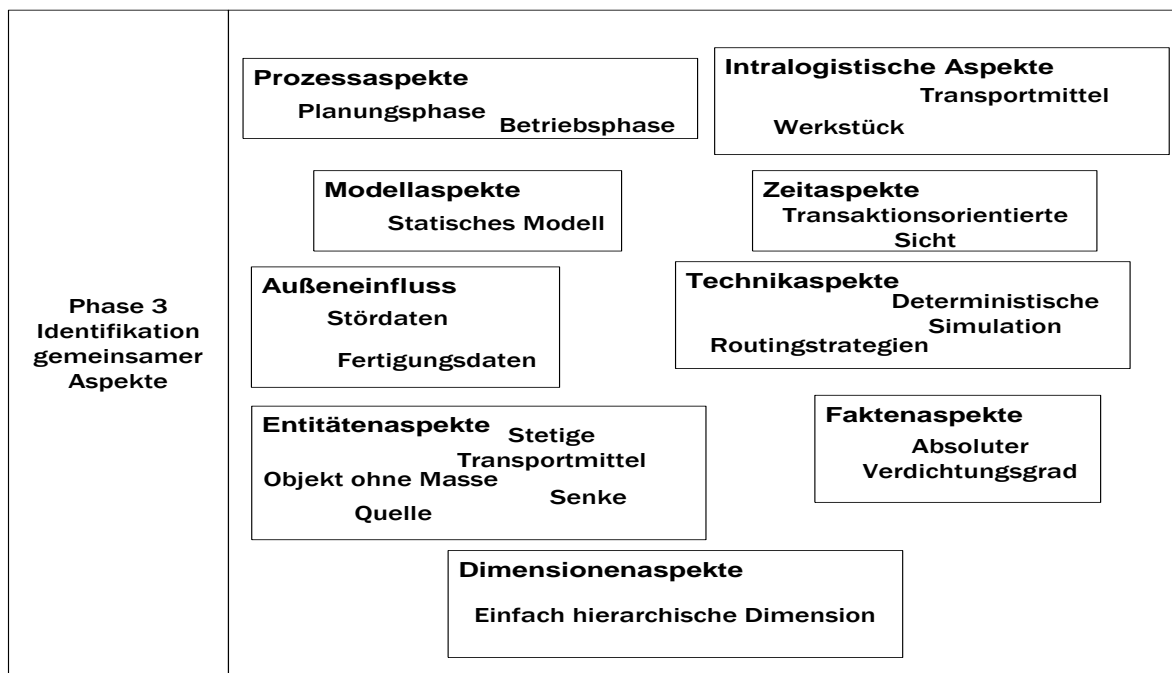 Phase 3
Identifikation
gemeinsamer
Aspekte
Prozessaspekte
Planungsphase
Betriebsphase
Intralogistische Aspekte
Transportmittel
Werkstück
Modellaspekte
Statisches Modell
Zeitaspekte
Transaktionsorientierte
Sicht
Außeneinfluss
Stördaten
Fertigungsdaten
Technikaspekte
Deterministische
Simulation
Routingstrategien
Entitätenaspekte
Stetige
Transportmittel
Objekt ohne Masse
Senke
Quelle
Faktenaspekte
Absoluter
Verdichtungsgrad
Dimensionenaspekte
Einfach hierarchische Dimension